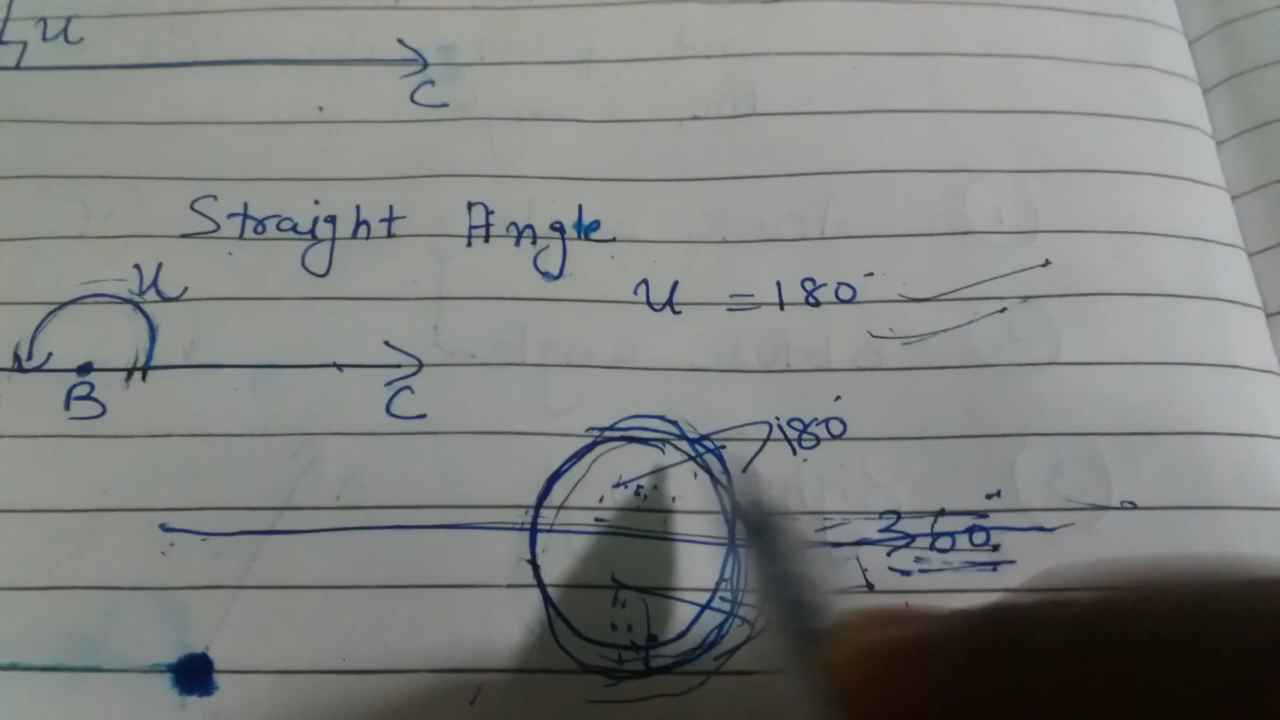 x
C
Straight Angle
x
x = 180°
B
C
180°
= 360°